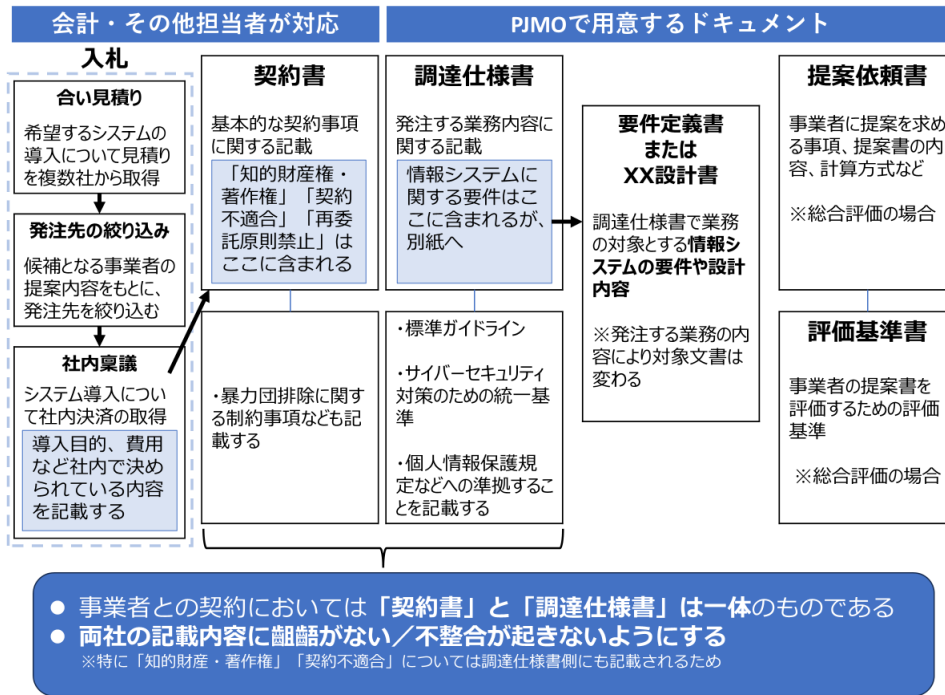 会計・その他担当者が対応
PJMOで用意するドキュメント
入札
合い見積り
希望するシステムの
導入について見積り
を複数社から取得
発注先の絞り込み
候補となる事業者の
提案内容をもとに、
発注先を絞り込む
社内稟議
システム導入につい
て社内決済の取得
導入目的、費用
など社内で決め
られている内容
を記載する
契約書
基本的な契約事項
に関する記載
「知的財産権・
著作権」「契約
不適合」「再委
託原則禁止」は
ここに含まれる
・暴力団排除に関す
る制約事項なども記
載する
調達仕様書
発注する業務内容に
関する記載
情報システムに
関する要件はこ
こに含まれるが、
別紙へ
・標準ガイドライン
・サイバーセキュリティ
対策のための統一基
準
・個人情報保護規
定などへの準拠するこ
とを記載する
要件定義書
または
XX設計書
調達仕様書で業務
の対象とする情報シ
ステムの要件や設計
内容
※発注する業務の内
容により対象文書は
変わる
提案依頼書
事業者に提案を求め
る事項、提案書の内
容、計算方式など
※総合評価の場合
評価基準書
事業者の提案書を
評価するための評価
基準
※総合評価の場合
● 事業者との契約においては「契約書」と「調達仕様書」は一体のものである
● 両社の記載内容に齟齬がない／不整合が起きないようにする
※特に「知的財産・著作権」「契約不適合」については調達仕様書側にも記載されるため